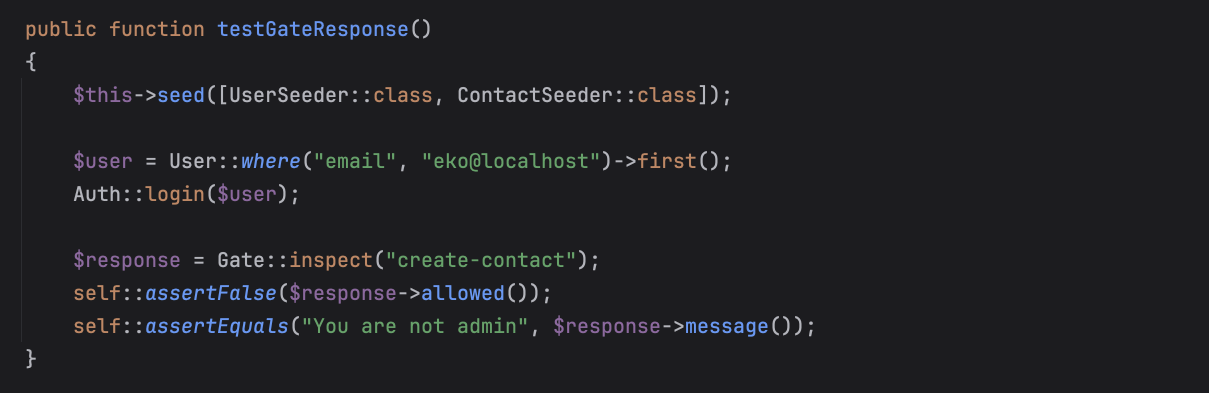 public function testGateResponse()
{
    $this->seed([UserSeeder::class, ContactSeeder::class]);

    $user = User::where("email", "eko@localhost")->first();
    Auth::login($user);

    $response = Gate::inspect("create-contact");
    self::assertFalse($response->allowed());
    self::assertEquals("You are not admin", $response->message());
}